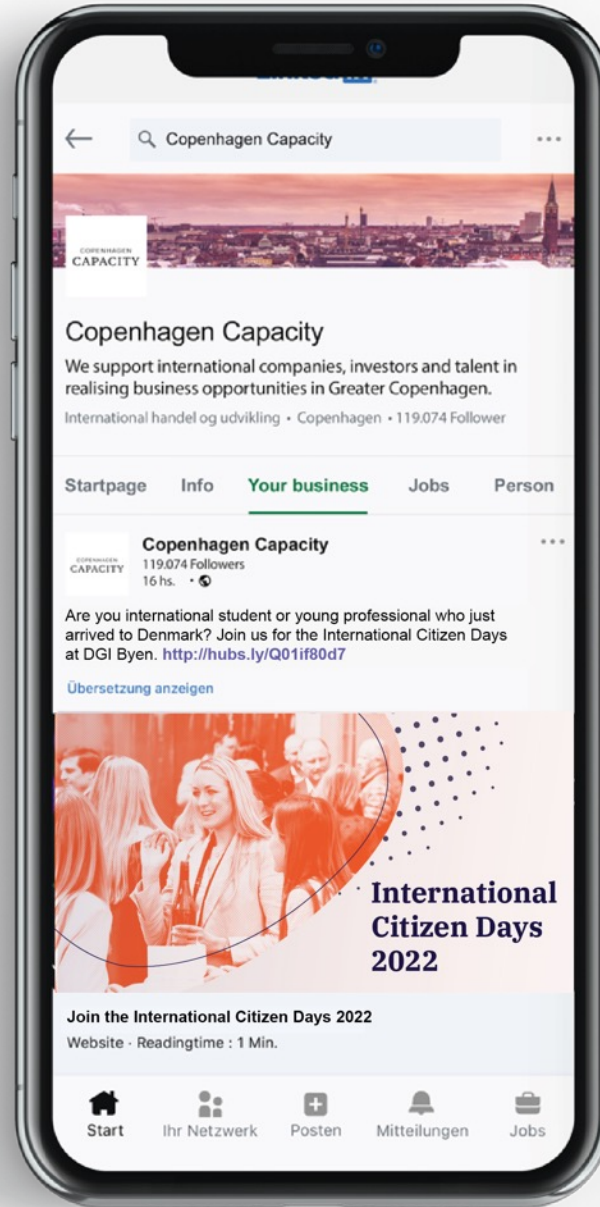 Copenhagen Capacity
COPENHAGEN
CAPACITY
Copenhagen Capacity
We support international companies, investors and talent in
realising business opportunities in Greater Copenhagen.
International handel og udvikling • Copenhagen • 119.074 Follower
Startpage Info Your business Jobs Person
COPENHAGEN
CAPACITY
Copenhagen Capacity
119.074 Followers
16 hs. •
Are you international student or young professional who just
arrived to Denmark? Join us for the International Citizen Days
at DGI Byen. http://hubs.ly/Q01if80d7
Übersetzung anzeigen
International
Citizen Days
2022
Join the International Citizen Days 2022
Website · Readingtime : 1 Min.
Start Ihr Netzwerk Posten Mitteilungen Jobs